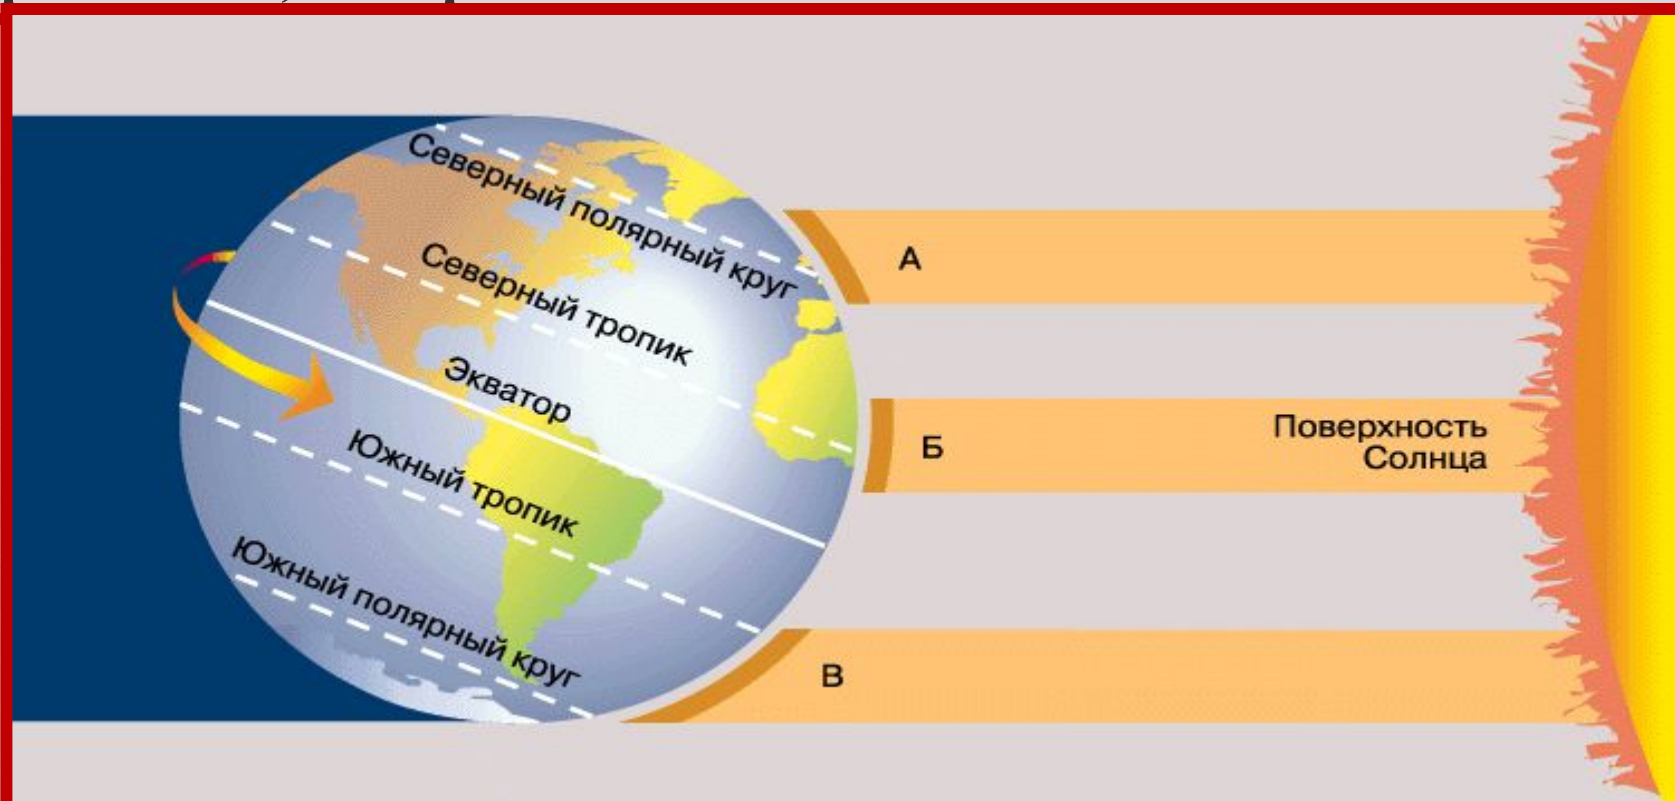 Северный полярный круг
Северный тропик
Экватор
Южный тропик
Южный полярный круг
А
Б
В
Поверхность
Солнца